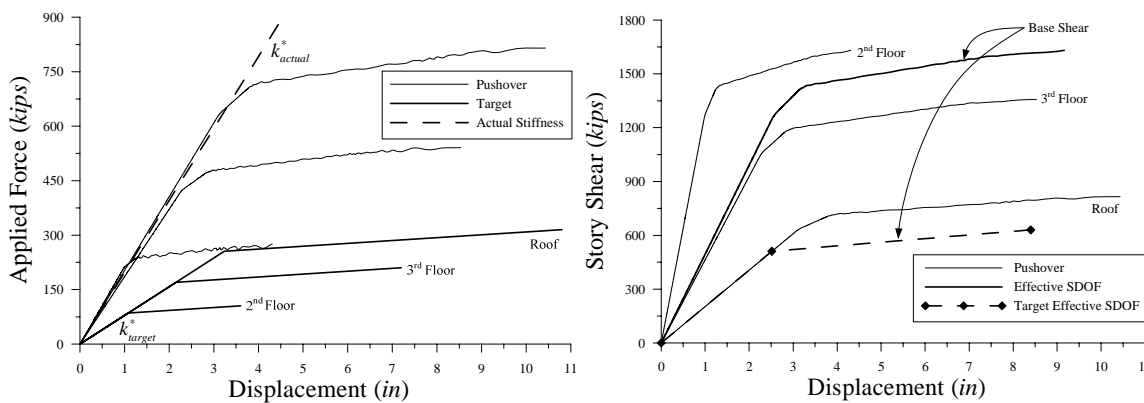 900
750
600
450
300
150
0
Applied Force (kips)
k*actual
Pushover
Target
Actual Stiffness
Roof
3rd Floor
2nd Floor
k*target
0 1 2 3 4 5 6 7 8 9 10 11
Displacement (in)
1800
1500
1200
900
600
300
0
Story Shear (kips)
Base Shear
2nd Floor
3rd Floor
Roof
Pushover
Effective SDOF
Target Effective SDOF
0 1 2 3 4 5 6 7 8 9 10 11
Displacement (in)